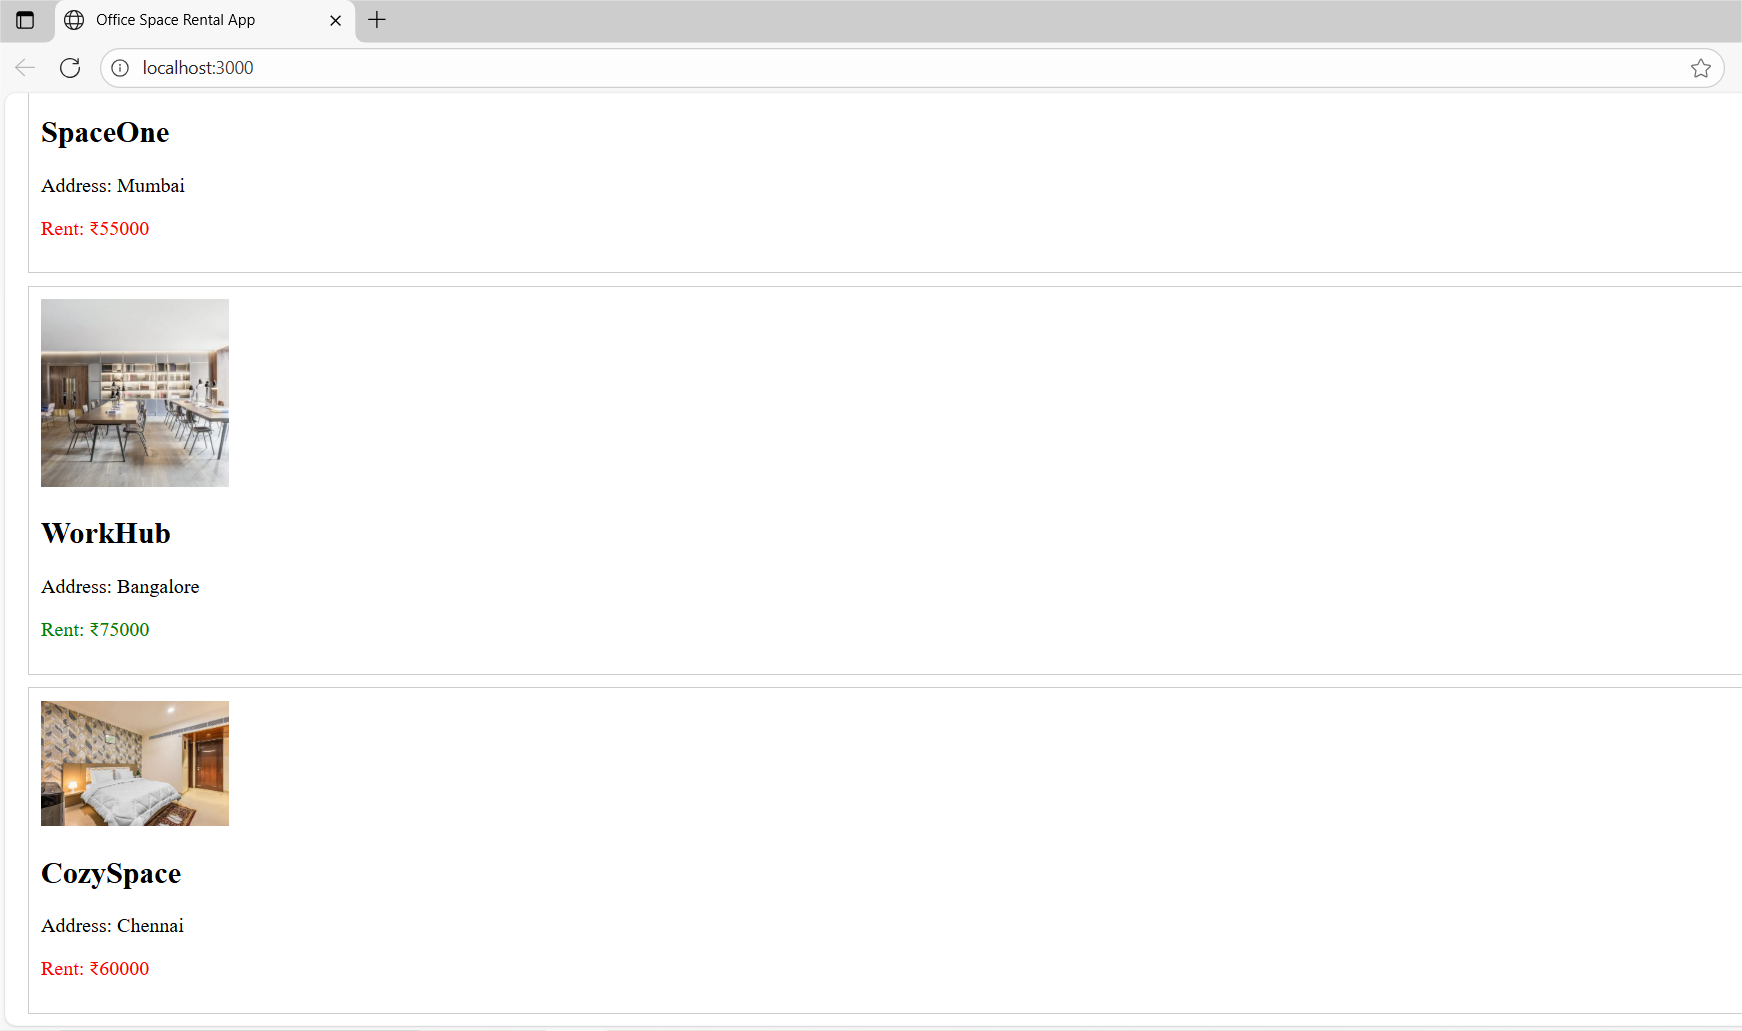 Office Space Rental App
localhost:3000
SpaceOne
Address: Mumbai
Rent: ₹55000
WorkHub
Address: Bangalore
Rent: ₹75000
CozySpace
Address: Chennai
Rent: ₹60000